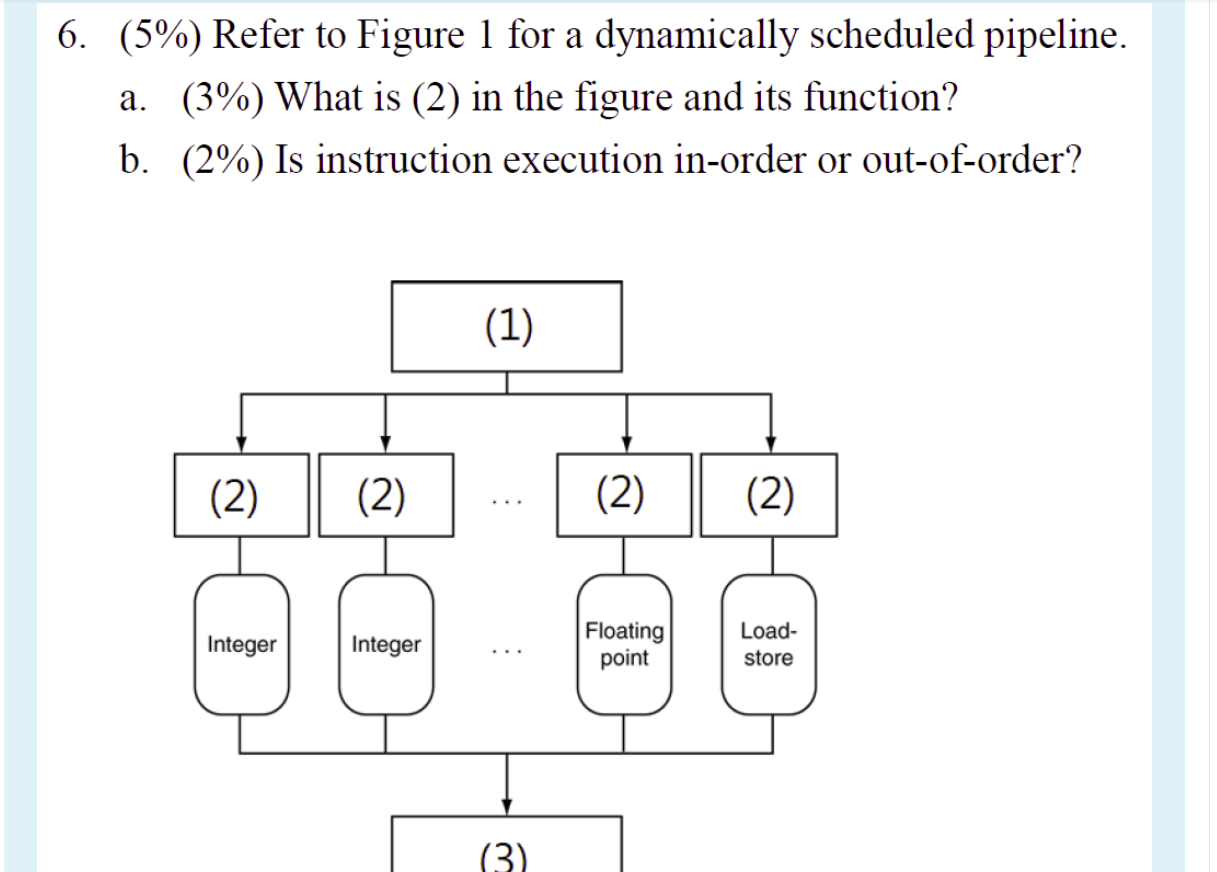 6. (5%) Refer to Figure 1 for a dynamically scheduled pipeline.
a. (3%) What is (2) in the figure and its function?
b. (2%) Is instruction execution in-order or out-of-order?
(1)
(2) (2) ... (2) (2)
Integer Integer ... Floating point Load-store
(3)